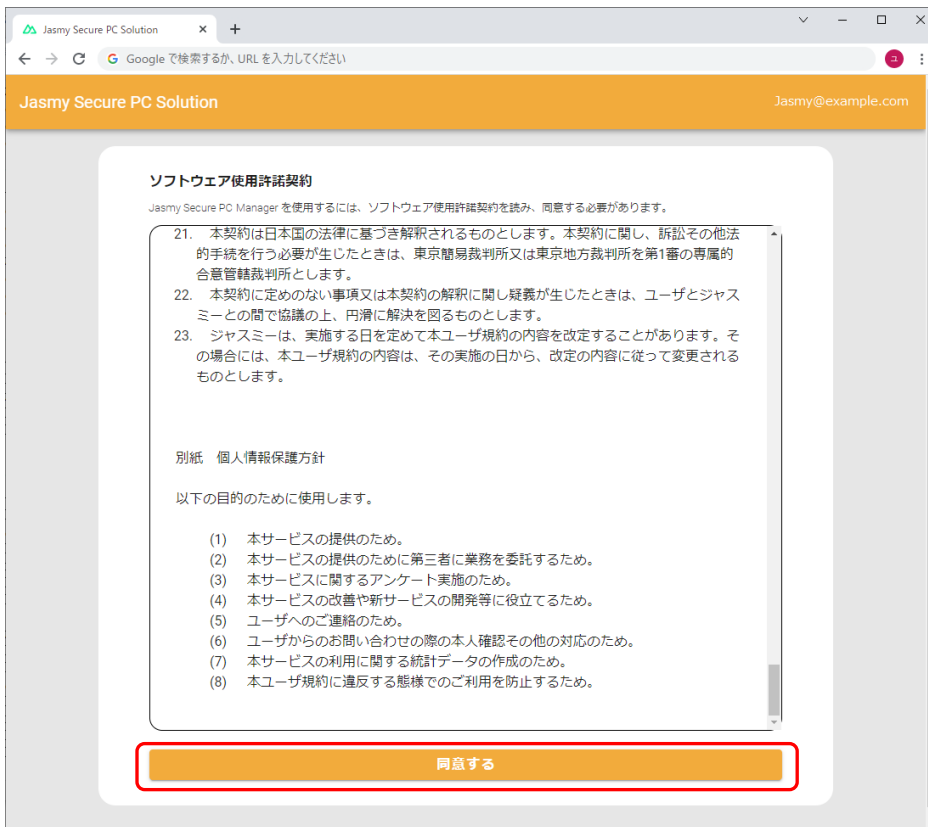 Jasmy Secure PC Solution
Google で検索するか、URL を入力してください
ユ
Jasmy Secure PC Solution
Jasmy@example.com
ソフトウェア使用許諾契約
Jasmy Secure PC Manager を使用するには、ソフトウェア使用許諾契約を読み、同意する必要があります。
21. 本契約は日本国の法律に基づき解釈されるものとします。本契約に関し、訴訟その他法
的手続を行う必要が生じたときは、東京簡易裁判所又は東京地方裁判所を第1審の専属的
合意管轄裁判所とします。
22. 本契約に定めのない事項又は本契約の解釈に関し疑義が生じたときは、ユーザとジャス
ミーとの間で協議の上、円滑に解決を図るものとします。
23. ジャスミーは、実施する日を定めて本ユーザ規約の内容を改定することがあります。そ
の場合には、本ユーザ規約の内容は、その実施の日から、改定の内容に従って変更される
ものとします。
別紙 個人情報保護方針
以下の目的のために使用します。
(1) 本サービスの提供のため。
(2) 本サービスの提供のために第三者に業務を委託するため。
(3) 本サービスに関するアンケート実施のため。
(4) 本サービスの改善や新サービスの開発等に役立てるため。
(5) ユーザへのご連絡のため。
(6) ユーザからのお問い合わせの際の本人確認その他の対応のため。
(7) 本サービスの利用に関する統計データの作成のため。
(8) 本ユーザ規約に違反する態様でのご利用を防止するため。
同意する